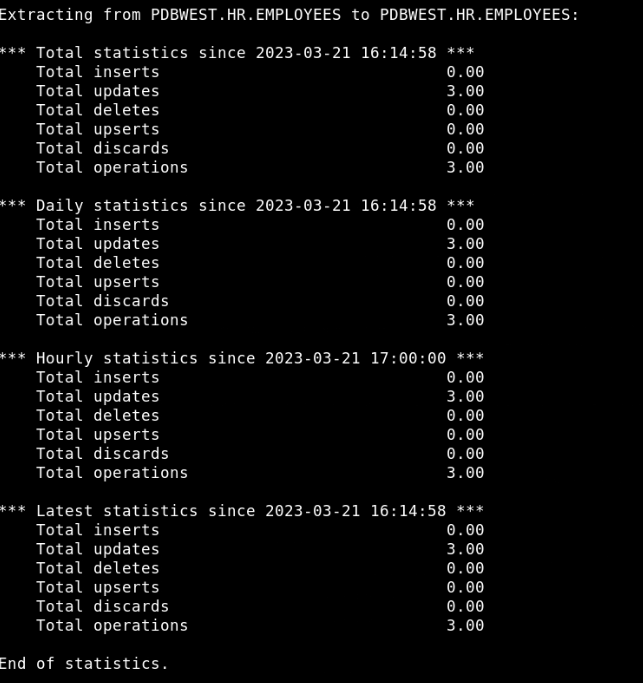 Extracting from PDBWEST.HR.EMPLOYEES to PDBWEST.HR.EMPLOYEES:
*** Total statistics since 2023-03-21 16:14:58 ***
Total inserts 0.00
Total updates 3.00
Total deletes 0.00
Total upserts 0.00
Total discards 0.00
Total operations 3.00
*** Daily statistics since 2023-03-21 16:14:58 ***
Total inserts 0.00
Total updates 3.00
Total deletes 0.00
Total upserts 0.00
Total discards 0.00
Total operations 3.00
*** Hourly statistics since 2023-03-21 17:00:00 ***
Total inserts 0.00
Total updates 3.00
Total deletes 0.00
Total upserts 0.00
Total discards 0.00
Total operations 3.00
*** Latest statistics since 2023-03-21 16:14:58 ***
Total inserts 0.00
Total updates 3.00
Total deletes 0.00
Total upserts 0.00
Total discards 0.00
Total operations 3.00
End of statistics.